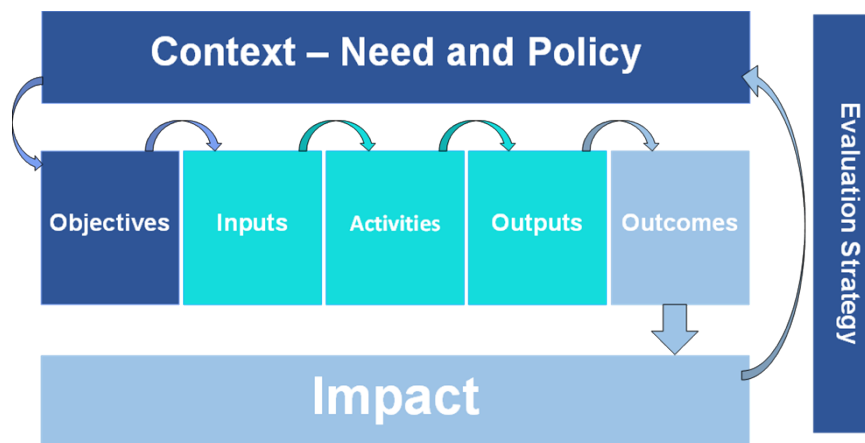 Context – Need and Policy
Objectives
Inputs
Activities
Outputs
Outcomes
Impact
Evaluation Strategy